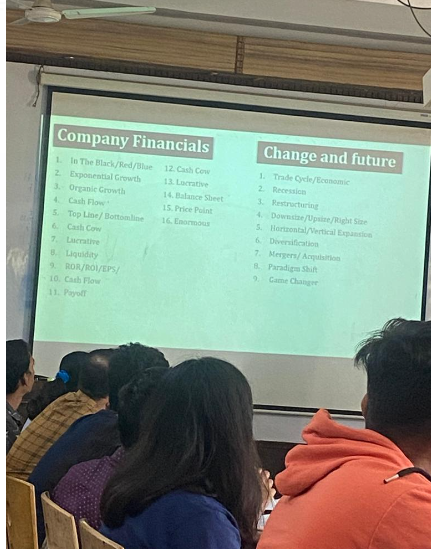 Company Financials
1. In The Black/Red/Blue
2. Exponential Growth
3. Organic Growth
4. Cash Flow
5. Top Line/ Bottomline
6. Cash Cow
7. Lucrative
8. Liquidity
9. ROR/ROI/EPS/
10. Cash Flow
11. Payoff
12. Cash Cow
13. Lucrative
14. Balance Sheet
15. Price Point
16. Enormous
Change and future
1. Trade Cycle/Economic
2. Recession
3. Restructuring
4. Downsize/Upsize/Right Size
5. Horizontal/Vertical Expansion
6. Diversification
7. Mergers/ Acquisition
8. Paradigm Shift
9. Game Changer